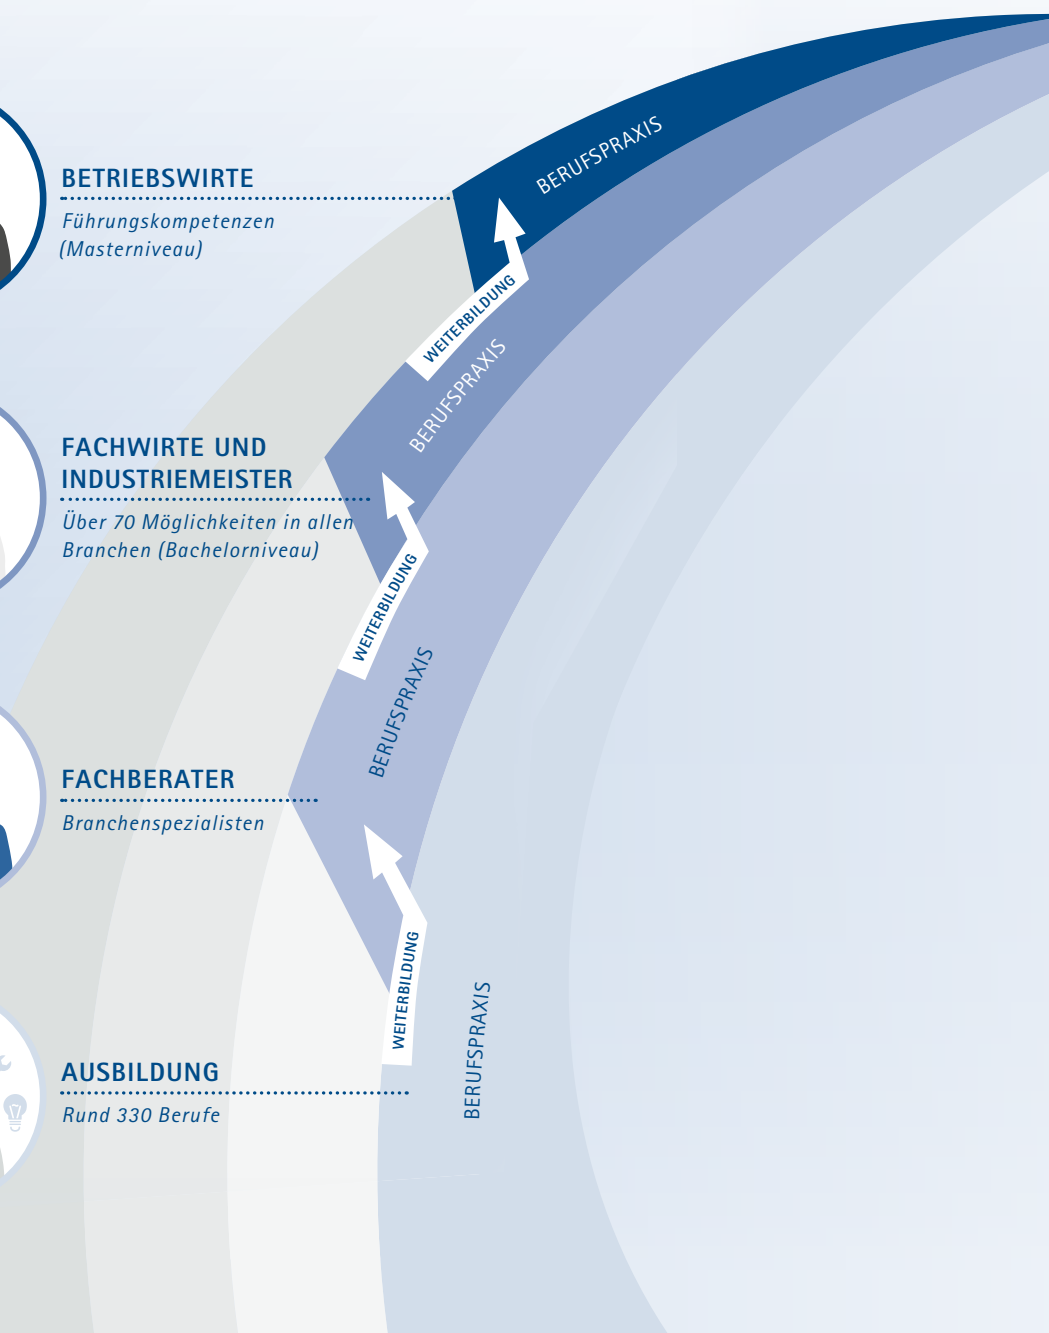 BERUFSPRAXIS
BETRIEBSWIRTE
Führungskompetenzen
(Masterniveau)
WEITERBILDUNG
BERUFSPRAXIS
FACHWIRTE UND
INDUSTRIEMEISTER
Über 70 Möglichkeiten in allen
Branchen (Bachelorniveau)
WEITERBILDUNG
BERUFSPRAXIS
FACHBERATER
Branchenspezialisten
WEITERBILDUNG
BERUFSPRAXIS
AUSBILDUNG
Rund 330 Berufe